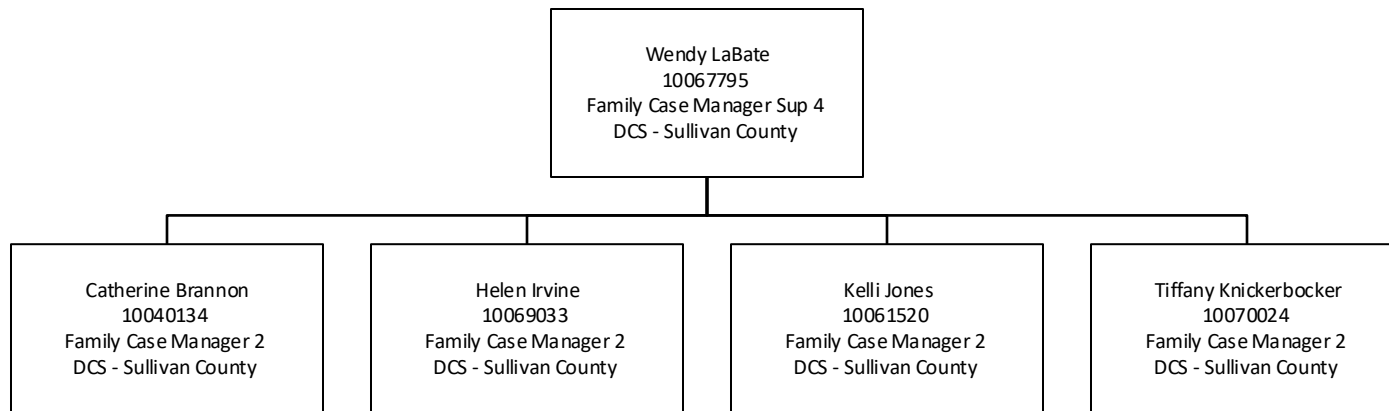 Wendy LaBate
10067795
Family Case Manager Sup 4
DCS - Sullivan County
Catherine Brannon
10040134
Family Case Manager 2
DCS - Sullivan County
Helen Irvine
10069033
Family Case Manager 2
DCS - Sullivan County
Kelli Jones
10061520
Family Case Manager 2
DCS - Sullivan County
Tiffany Knickerbocker
10070024
Family Case Manager 2
DCS - Sullivan County